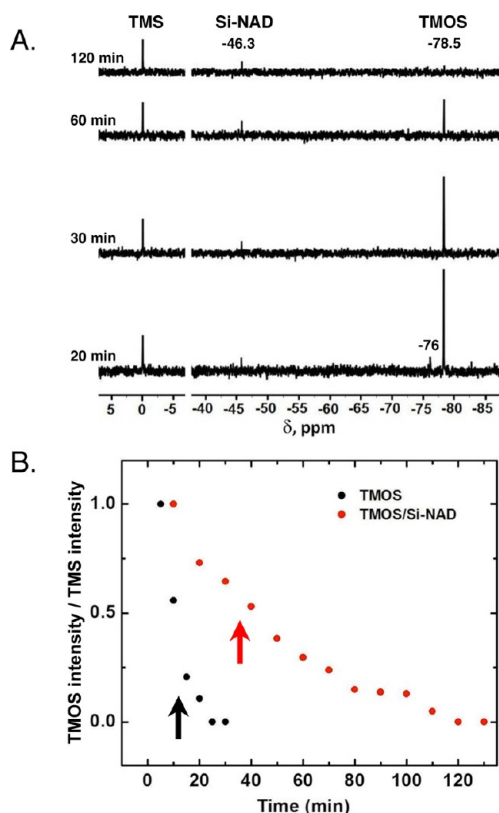 A.
TMS Si-NAD TMOS
-46.3 -78.5
120 min
60 min
30 min
20 min
-76
5 0 -5 -40 -45 -50 -55 -60 -65 -70 -75 -80 -85
δ, ppm
B.
TMOS
TMOS/Si-NAD
TMOS intensity / TMS intensity
1.0
0.5
0.0
0 20 40 60 80 100 120
Time (min)